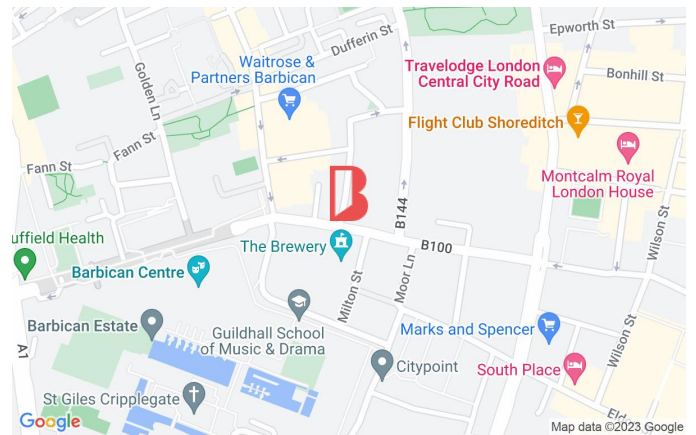 Epworth St
Dufferin St
Waitrose &
Partners Barbican
Travelodge London
Central City Road
Bonhill St
Golden Ln
Flight Club Shoreditch
Fann St
Fann St
Montcalm Royal
London House
B
B144
Wilson St
uffield Health
The Brewery
B100
Barbican Centre
Moor Ln
Milton St
Barbican Estate
Guildhall School
of Music & Drama
Marks and Spencer
Wilson St
A1
Citypoint
South Place
St Giles Cripplegate
Eld
Google
Map data ©2023 Google